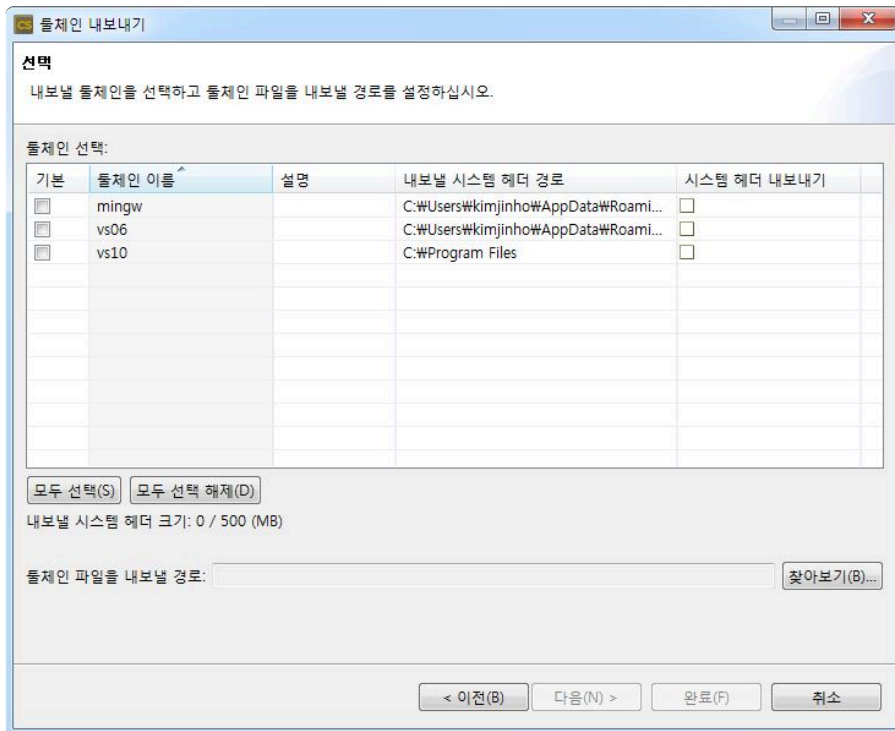 CS 툴체인 내보내기
선택
내보낼 툴체인을 선택하고 툴체인 파일을 내보낼 경로를 설정하십시오.
툴체인 선택:
기본 툴체인 이름 설명 내보낼 시스템 헤더 경로 시스템 헤더 내보내기
mingw C:₩Users₩kimjinho₩AppData₩Roami...
vs06 C:₩Users₩kimjinho₩AppData₩Roami...
vs10 C:₩Program Files
모두 선택(S) 모두 선택 해제(D)
내보낼 시스템 헤더 크기: 0 / 500 (MB)
툴체인 파일을 내보낼 경로: 찾아보기(B)...
< 이전(B) 다음(N) > 완료(F) 취소